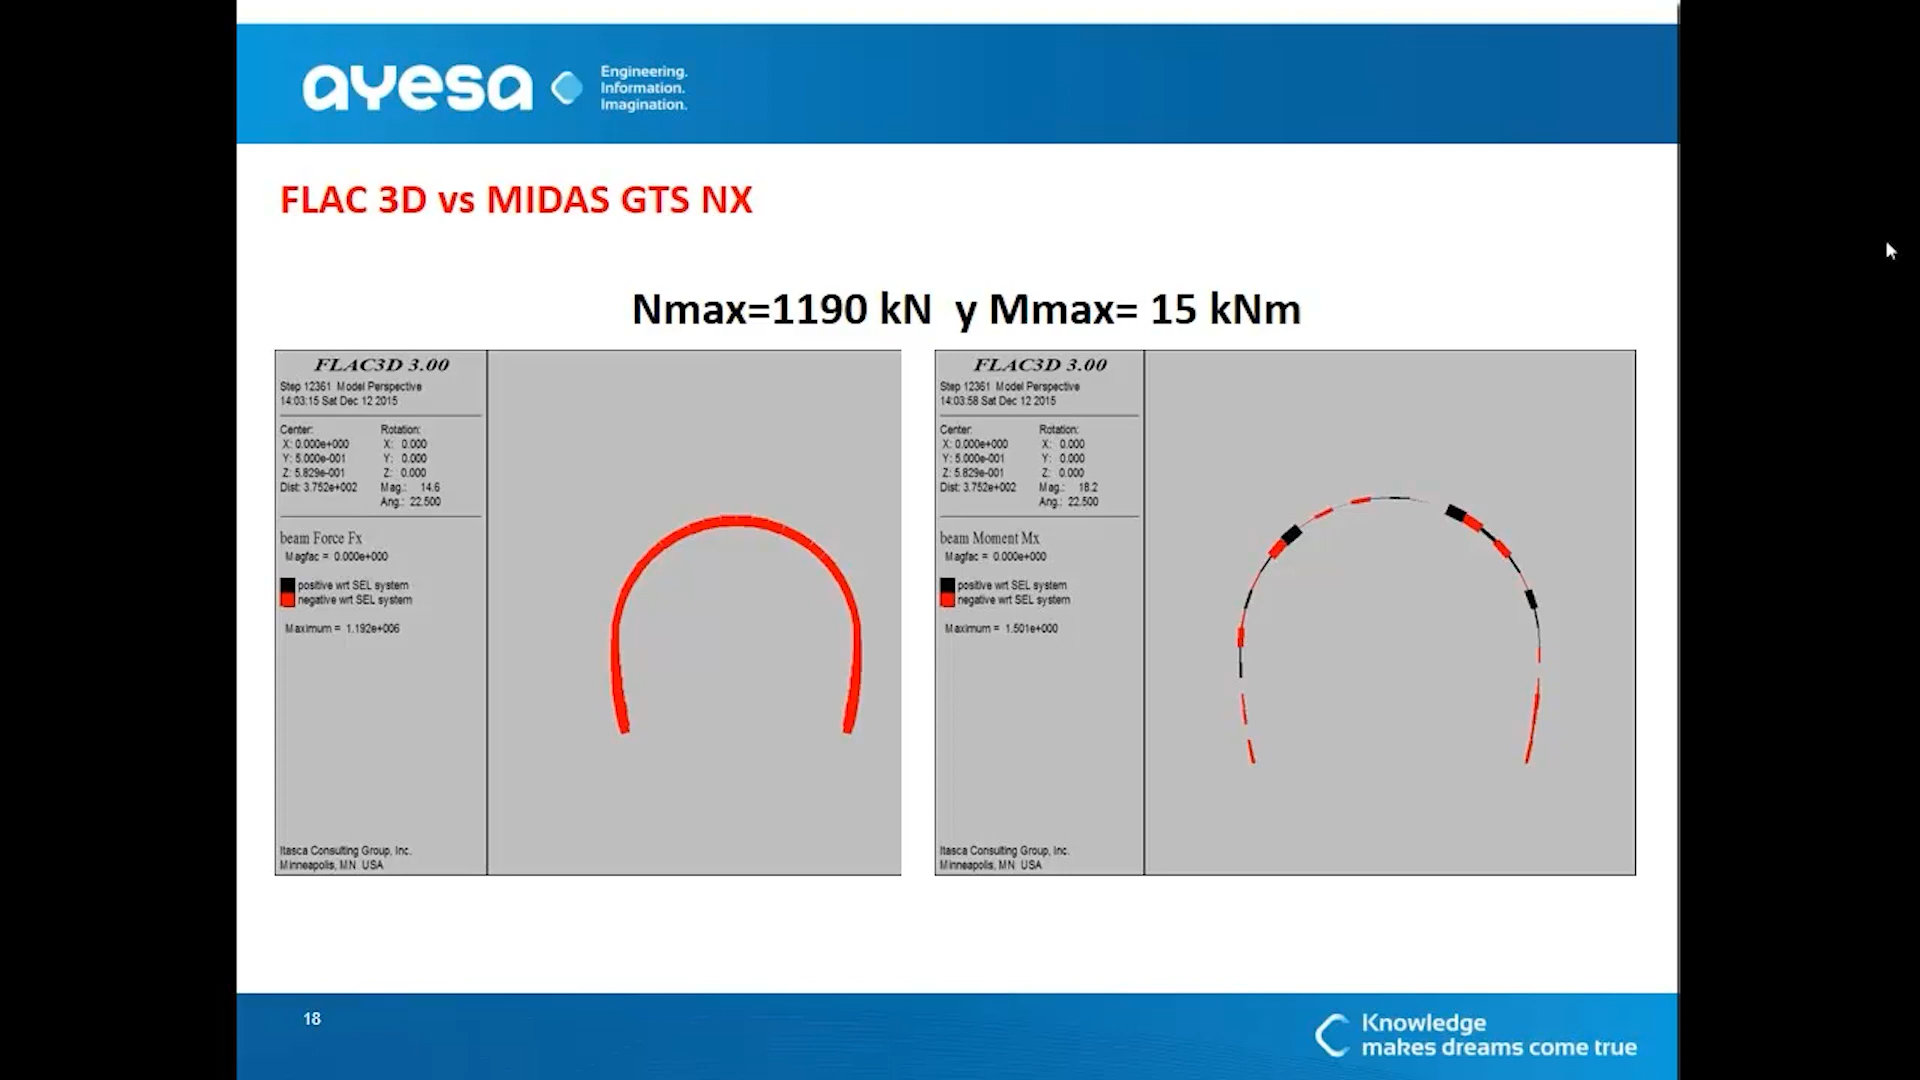 ayesa
Engineering.
Information.
Imagination.
FLAC 3D vs MIDAS GTS NX
Nmax=1190 kN y Mmax= 15 kNm
FLAC3D 3.00
Step 12361 Model Perspective
14:03:15 Sat Dec 12 2015
Center: Rotation:
X: 0.000e+000 X: 0.000
Y: 5.000e-001 Y: 0.000
Z: 5.829e-001 Z: 0.000
Dist: 3.752e+002 Mag.: 14.6
Ang.: 22.500
beam Force Fx
Magfac = 0.000e+000
positive wrt SEL system
negative wrt SEL system
Maximum = 1.192e+006
Itasca Consulting Group, Inc.
Minneapolis, MN USA
FLAC3D 3.00
Step 12361 Model Perspective
14:03:58 Sat Dec 12 2015
Center: Rotation:
X: 0.000e+000 X: 0.000
Y: 5.000e-001 Y: 0.000
Z: 5.829e-001 Z: 0.000
Dist: 3.752e+002 Mag.: 18.2
Ang.: 22.500
beam Moment Mx
Magfac = 0.000e+000
positive wrt SEL system
negative wrt SEL system
Maximum = 1.501e+000
Itasca Consulting Group, Inc.
Minneapolis, MN USA
18
Knowledge
makes dreams come true